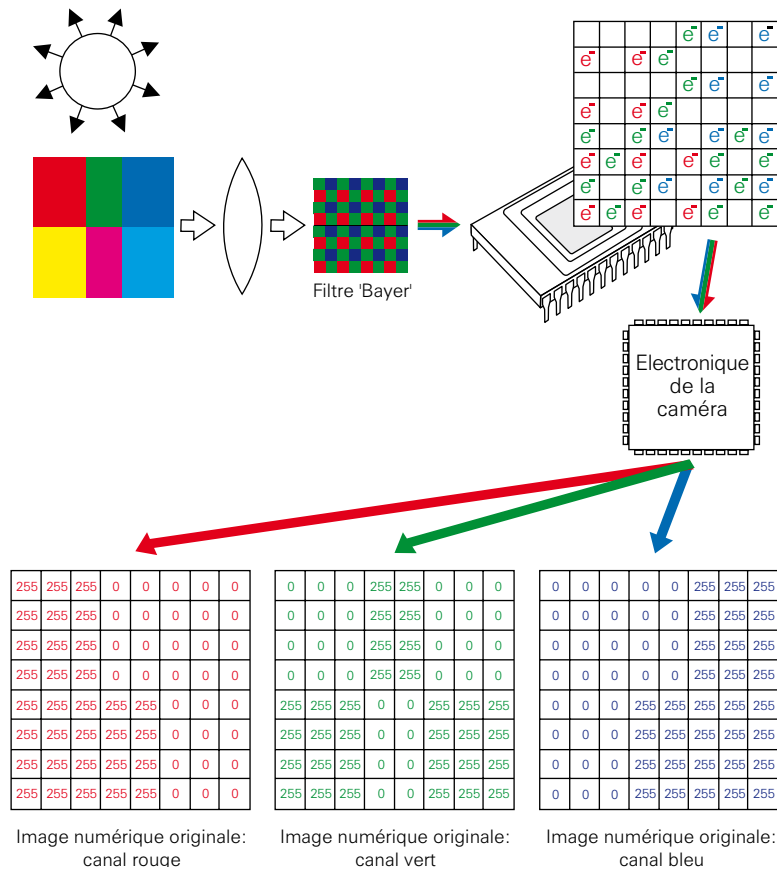 e⁻ e⁻ e⁻
e⁻ e⁻ e⁻
e⁻ e⁻ e⁻
e⁻ e⁻ e⁻
e⁻ e⁻ e⁻ e⁻ e⁻ e⁻
e⁻ e⁻ e⁻ e⁻ e⁻ e⁻
e⁻ e⁻ e⁻ e⁻ e⁻ e⁻
e⁻ e⁻ e⁻ e⁻ e⁻ e⁻
Filtre 'Bayer'
Electronique
de la
caméra
255 255 255 0 0 0 0 0
255 255 255 0 0 0 0 0
255 255 255 0 0 0 0 0
255 255 255 0 0 0 0 0
255 255 255 255 255 0 0 0
255 255 255 255 255 0 0 0
255 255 255 255 255 0 0 0
255 255 255 255 255 0 0 0
Image numérique originale:
canal rouge
0 0 0 255 255 0 0 0
0 0 0 255 255 0 0 0
0 0 0 255 255 0 0 0
0 0 0 255 255 0 0 0
255 255 255 0 0 255 255 255
255 255 255 0 0 255 255 255
255 255 255 0 0 255 255 255
255 255 255 0 0 255 255 255
Image numérique originale:
canal vert
0 0 0 0 0 255 255 255
0 0 0 0 0 255 255 255
0 0 0 0 0 255 255 255
0 0 0 0 0 255 255 255
0 0 0 255 255 255 255 255
0 0 0 255 255 255 255 255
0 0 0 255 255 255 255 255
0 0 0 255 255 255 255 255
Image numérique originale:
canal bleu